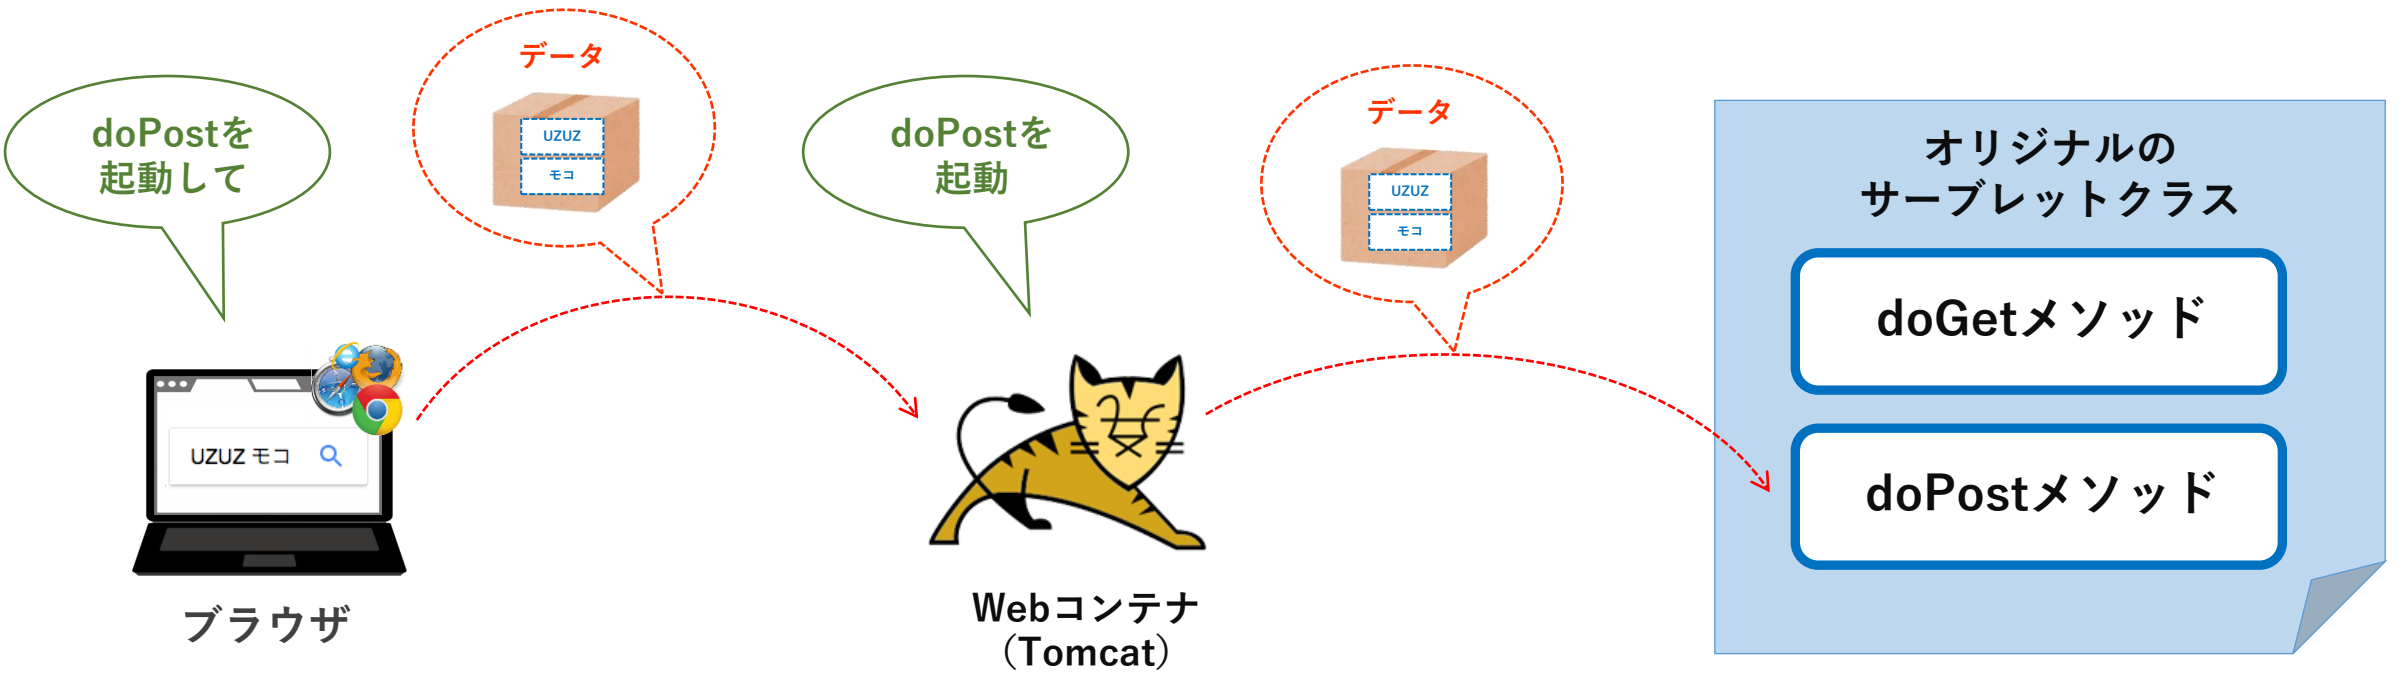 doPostを
起動して
データ
UZUZ
モコ
doPostを
起動
データ
UZUZ
モコ
オリジナルの
サーブレットクラス
doGetメソッド
doPostメソッド
UZUZ モコ
ブラウザ
Webコンテナ
（Tomcat）